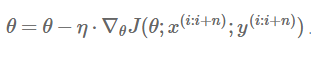 θ = θ − η · ∇_θ J(θ; x^{(i:i+n)}; y^{(i:i+n)}).